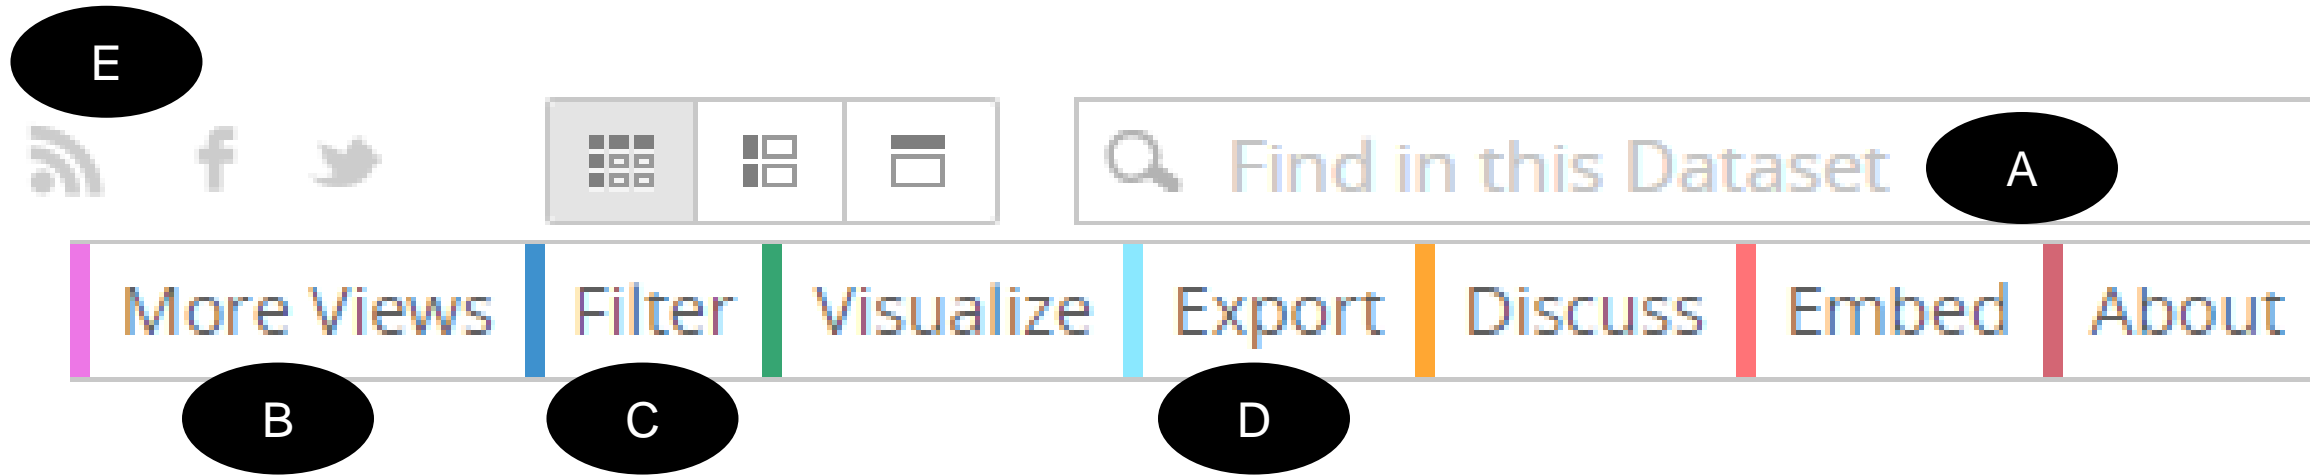 E
Find in this Dataset A
More Views Filter Visualize Export Discuss Embed About
B C D